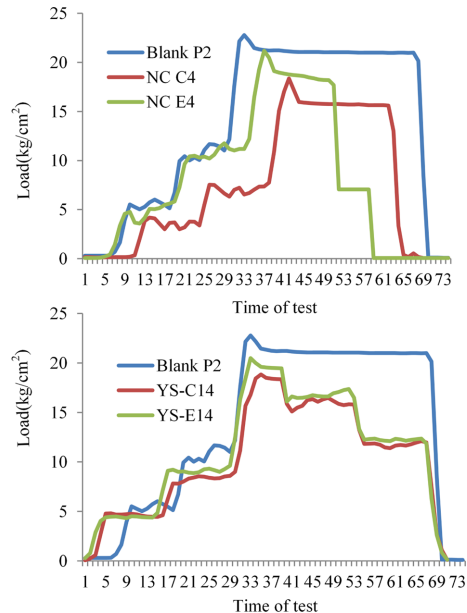 25
20
15
10
5
0
Load(kg/cm²)
Blank P2
NC C4
NC E4
1 5 9 13 17 21 25 29 33 37 41 45 49 53 57 61 65 69 73
Time of test
25
20
15
10
5
0
Load(kg/cm²)
Blank P2
YS-C14
YS-E14
1 5 9 13 17 21 25 29 33 37 41 45 49 53 57 61 65 69 73
Time of test